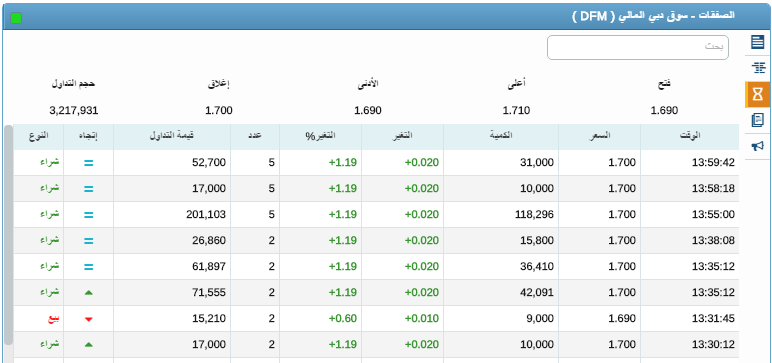 الصفقات - سوق دبي المالي ( DFM )
بحث
فتح أعلى الأدنى إغلاق حجم التداول
1.690 1.710 1.690 1.700 3,217,931
الوقت السعر الكمية التغير التغير% عدد قيمة التداول إتجاه النوع
13:59:42 1.700 31,000 +0.020 +1.19 5 52,700 شراء
13:58:18 1.700 10,000 +0.020 +1.19 5 17,000 شراء
13:55:00 1.700 118,296 +0.020 +1.19 5 201,103 شراء
13:38:08 1.700 15,800 +0.020 +1.19 2 26,860 شراء
13:35:12 1.700 36,410 +0.020 +1.19 2 61,897 شراء
13:35:12 1.700 42,091 +0.020 +1.19 2 71,555 شراء
13:31:45 1.690 9,000 +0.010 +0.60 2 15,210 بيع
13:30:12 1.700 10,000 +0.020 +1.19 2 17,000 شراء